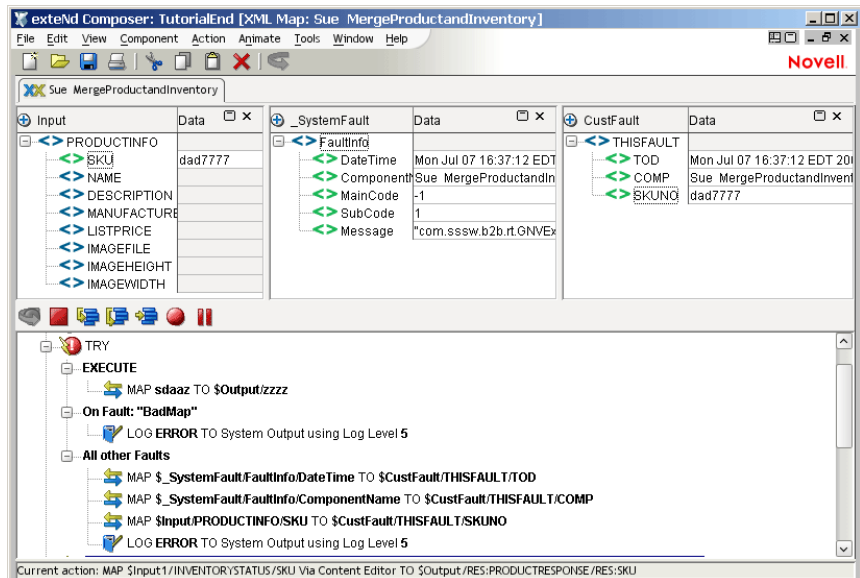 exteNd Composer: TutorialEnd [XML Map: Sue MergeProductandInventory]
File Edit View Component Action Animate Tools Window Help
Novell.
Sue MergeProductandInventory
Input Data
PRODUCTINFO
SKU dad7777
NAME
DESCRIPTION
MANUFACTURE
LISTPRICE
IMAGEFILE
IMAGEHEIGHT
IMAGEWIDTH
_SystemFault Data
FaultInfo
DateTime Mon Jul 07 16:37:12 EDT
ComponentN Sue MergeProductandIn
MainCode -1
SubCode 1
Message "com.sssw.b2b.rt.GNVEx
CustFault Data
THISFAULT
TOD Mon Jul 07 16:37:12 EDT 200
COMP Sue MergeProductandInvent
SKUNO dad7777
TRY
EXECUTE
MAP sdaaz TO $Output/zzzz
On Fault: "BadMap"
LOG ERROR TO System Output using Log Level 5
All other Faults
MAP $_SystemFault/FaultInfo/DateTime TO $CustFault/THISFAULT/TOD
MAP $_SystemFault/FaultInfo/ComponentName TO $CustFault/THISFAULT/COMP
MAP $Input/PRODUCTINFO/SKU TO $CustFault/THISFAULT/SKUNO
LOG ERROR TO System Output using Log Level 5
Current action: MAP $Input1/INVENTORYSTATUS/SKU Via Content Editor TO $Output/RES:PRODUCTRESPONSE/RES:SKU